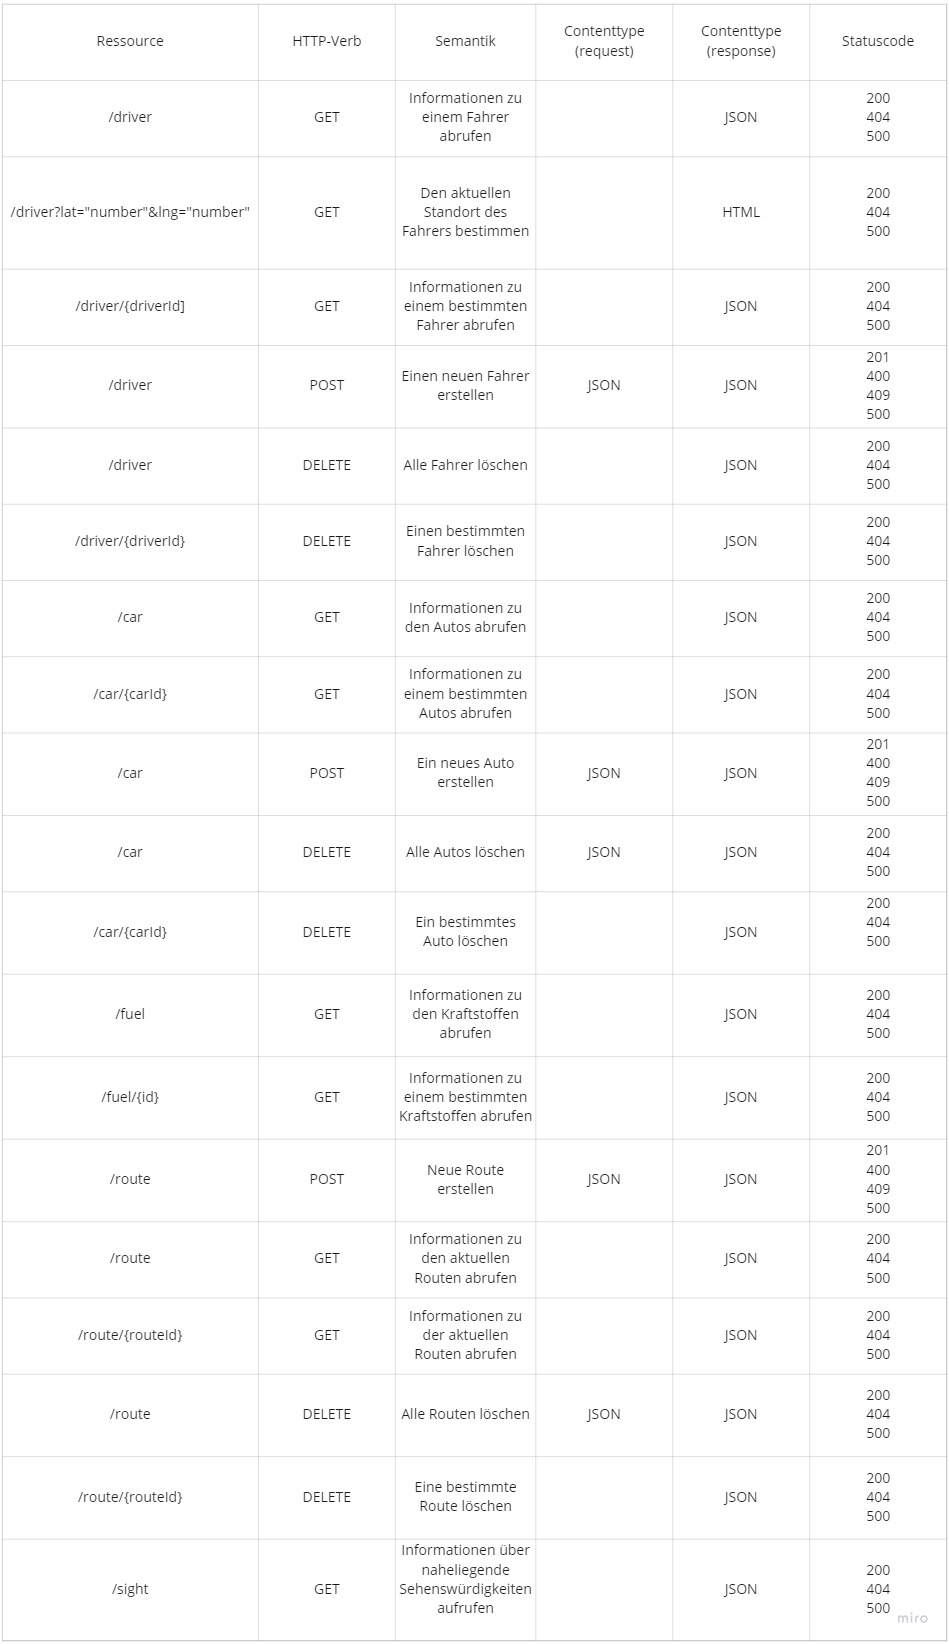 Ressource
HTTP-Verb
Semantik
Contenttype
(request)
Contenttype
(response)
Statuscode
/driver
GET
Informationen zu
einem Fahrer
abrufen
JSON
200
404
500
/driver?lat="number"&lng="number"
GET
Den aktuellen
Standort des
Fahrers bestimmen
HTML
200
404
500
/driver/{driverId]
GET
Informationen zu
einem bestimmten
Fahrer abrufen
JSON
200
404
500
/driver
POST
Einen neuen Fahrer
erstellen
JSON
JSON
201
400
409
500
/driver
DELETE
Alle Fahrer löschen
JSON
200
404
500
/driver/{driverId}
DELETE
Einen bestimmten
Fahrer löschen
JSON
200
404
500
/car
GET
Informationen zu
den Autos abrufen
JSON
200
404
500
/car/{carId}
GET
Informationen zu
einem bestimmten
Autos abrufen
JSON
200
404
500
/car
POST
Ein neues Auto
erstellen
JSON
JSON
201
400
409
500
/car
DELETE
Alle Autos löschen
JSON
JSON
200
404
500
/car/{carId}
DELETE
Ein bestimmtes
Auto löschen
JSON
200
404
500
/fuel
GET
Informationen zu
den Kraftstoffen
abrufen
JSON
200
404
500
/fuel/{id}
GET
Informationen zu
einem bestimmten
Kraftstoffen abrufen
JSON
200
404
500
/route
POST
Neue Route
erstellen
JSON
JSON
201
400
409
500
/route
GET
Informationen zu
den aktuellen
Routen abrufen
JSON
200
404
500
/route/{routeId}
GET
Informationen zu
der aktuellen
Routen abrufen
JSON
200
404
500
/route
DELETE
Alle Routen löschen
JSON
JSON
200
404
500
/route/{routeId}
DELETE
Eine bestimmte
Route löschen
JSON
200
404
500
/sight
GET
Informationen über
naheliegende
Sehenswürdigkeiten
aufrufen
JSON
200
404
500
miro